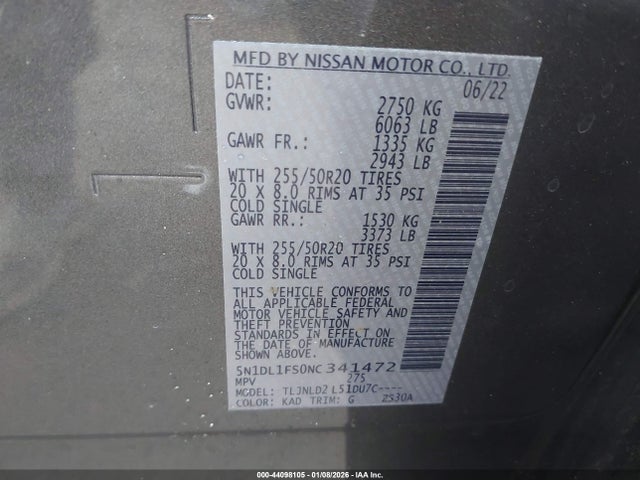 MFD BY NISSAN MOTOR CO., LTD.
DATE: 06/22
GVWR: 2750 KG
6063 LB
GAWR FR.: 1335 KG
2943 LB
WITH 255/50R20 TIRES
20 X 8.0 RIMS AT 35 PSI
COLD SINGLE
GAWR RR.: 1530 KG
3373 LB
WITH 255/50R20 TIRES
20 X 8.0 RIMS AT 35 PSI
COLD SINGLE
THIS VEHICLE CONFORMS TO
ALL APPLICABLE FEDERAL
MOTOR VEHICLE SAFETY AND
THEFT PREVENTION
STANDARDS IN EFFECT ON
THE DATE OF MANUFACTURE
SHOWN ABOVE.
5N1DL1FS0NC341472
MPV 275
MODEL: TLJNLD2 L51DU7C----
COLOR: KAD TRIM: G 2S30A
000-44098105 - 01/08/2026 - IAA Inc.